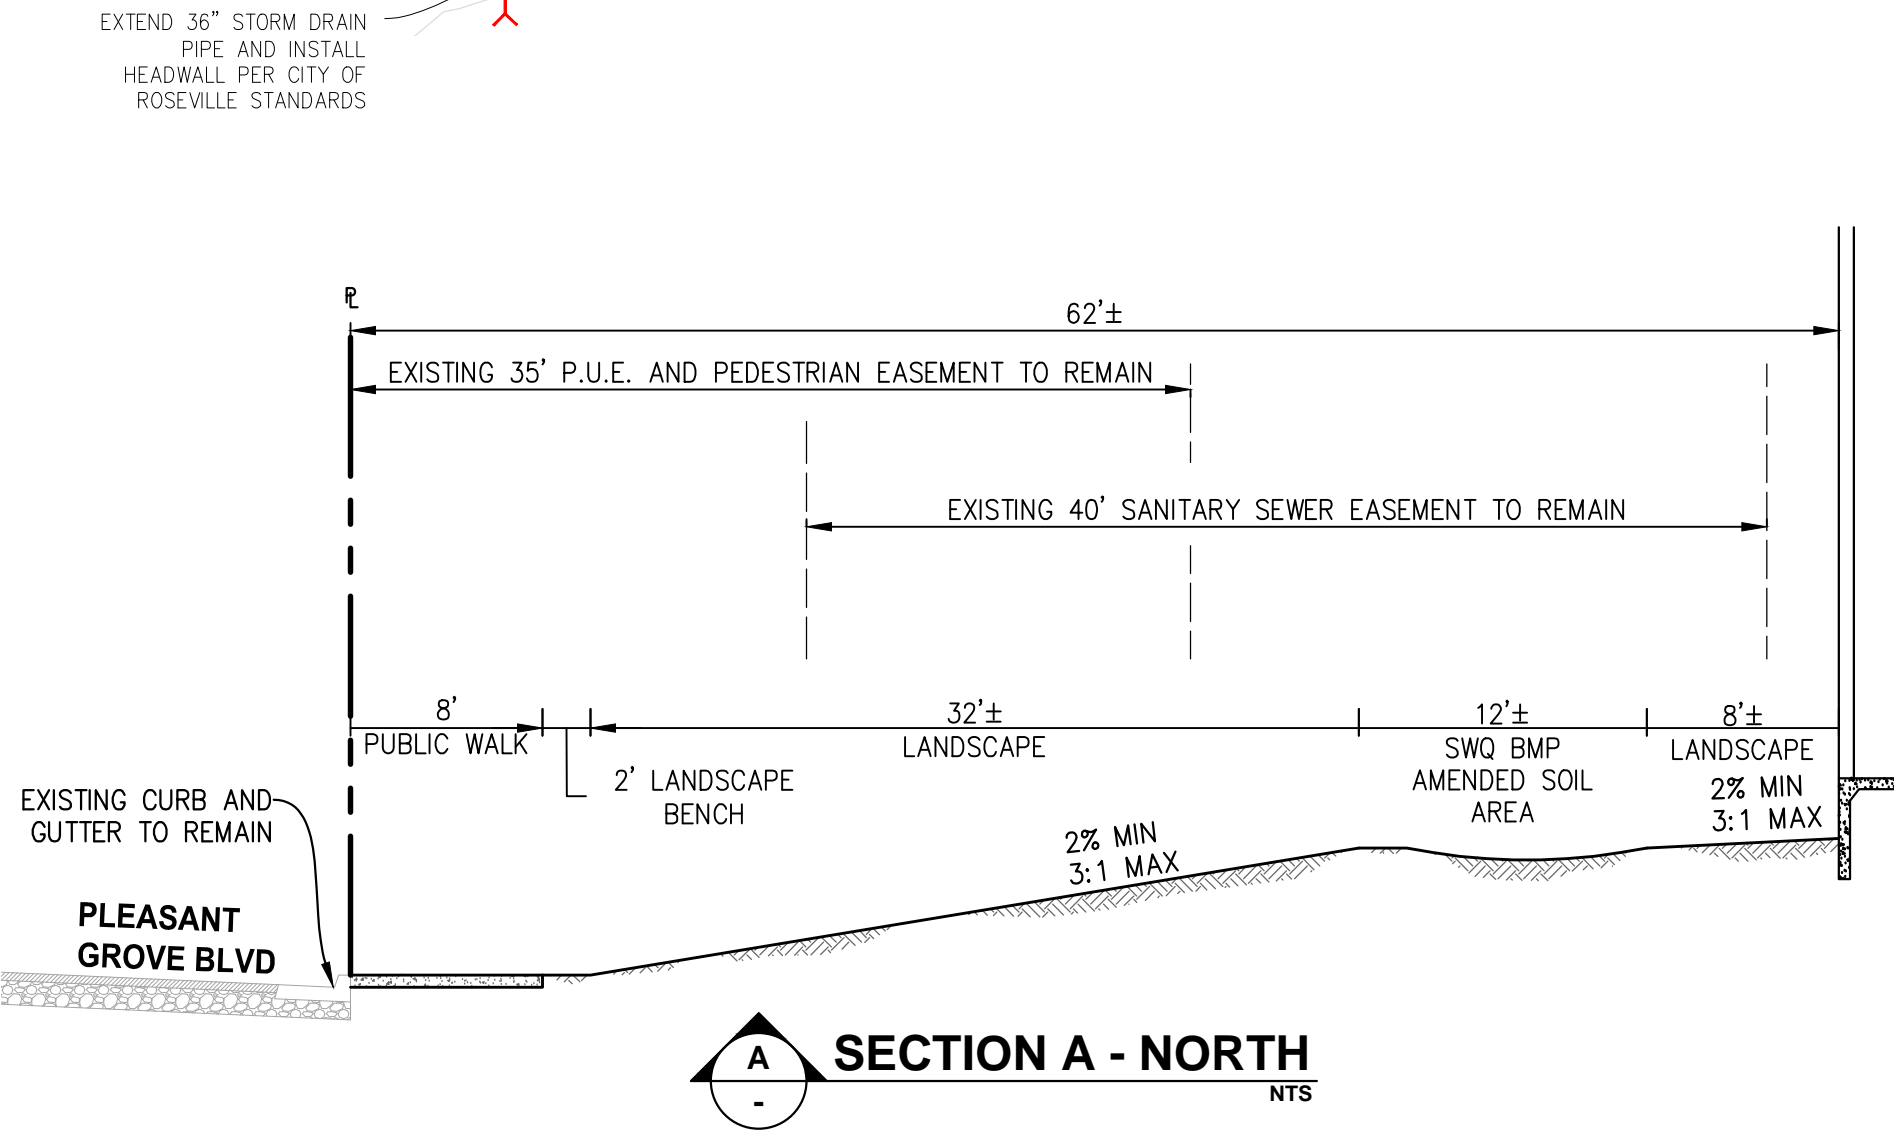 EXTEND 36" STORM DRAIN
PIPE AND INSTALL
HEADWALL PER CITY OF
ROSEVILLE STANDARDS
PL
62'±
EXISTING 35' P.U.E. AND PEDESTRIAN EASEMENT TO REMAIN
EXISTING 40' SANITARY SEWER EASEMENT TO REMAIN
8'
PUBLIC WALK
2' LANDSCAPE
BENCH
32'±
LANDSCAPE
12'±
SWQ BMP
AMENDED SOIL
AREA
8'±
LANDSCAPE
2% MIN
3:1 MAX
2% MIN
3:1 MAX
EXISTING CURB AND
GUTTER TO REMAIN
PLEASANT
GROVE BLVD
A
-
SECTION A - NORTH
NTS